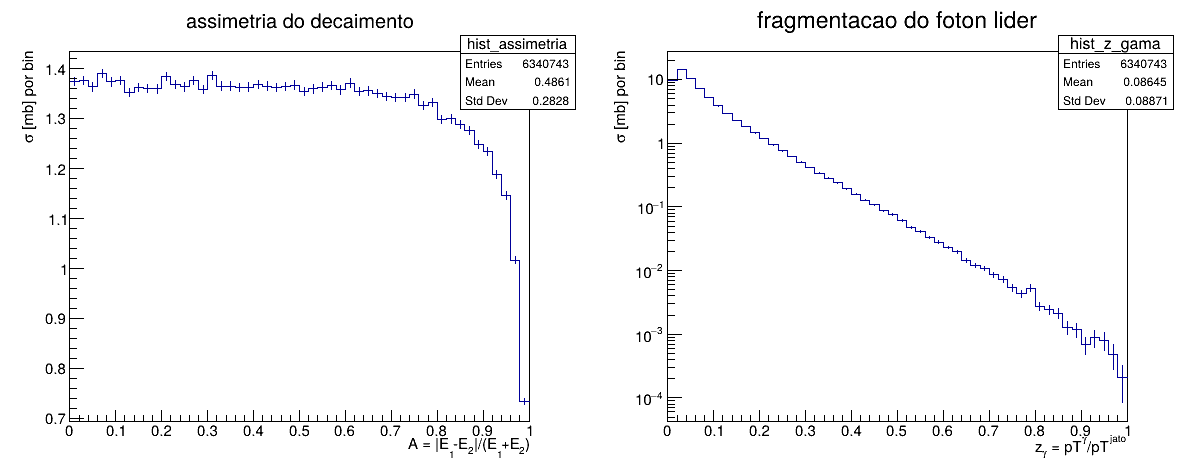 assimetria do decaimento
hist_assimetria
Entries 6340743
Mean 0.4861
Std Dev 0.2828
σ [mb] por bin
1.4
1.3
1.2
1.1
1
0.9
0.8
0.7
0 0.1 0.2 0.3 0.4 0.5 0.6 0.7 0.8 0.9 1
A = |E₁-E₂|/(E₁+E₂)
fragmentacao do foton lider
hist_z_gama
Entries 6340743
Mean 0.08645
Std Dev 0.08871
σ [mb] por bin
10
1
10⁻¹
10⁻²
10⁻³
10⁻⁴
0 0.1 0.2 0.3 0.4 0.5 0.6 0.7 0.8 0.9 1
zᵧ = pT^γ/pT^jato